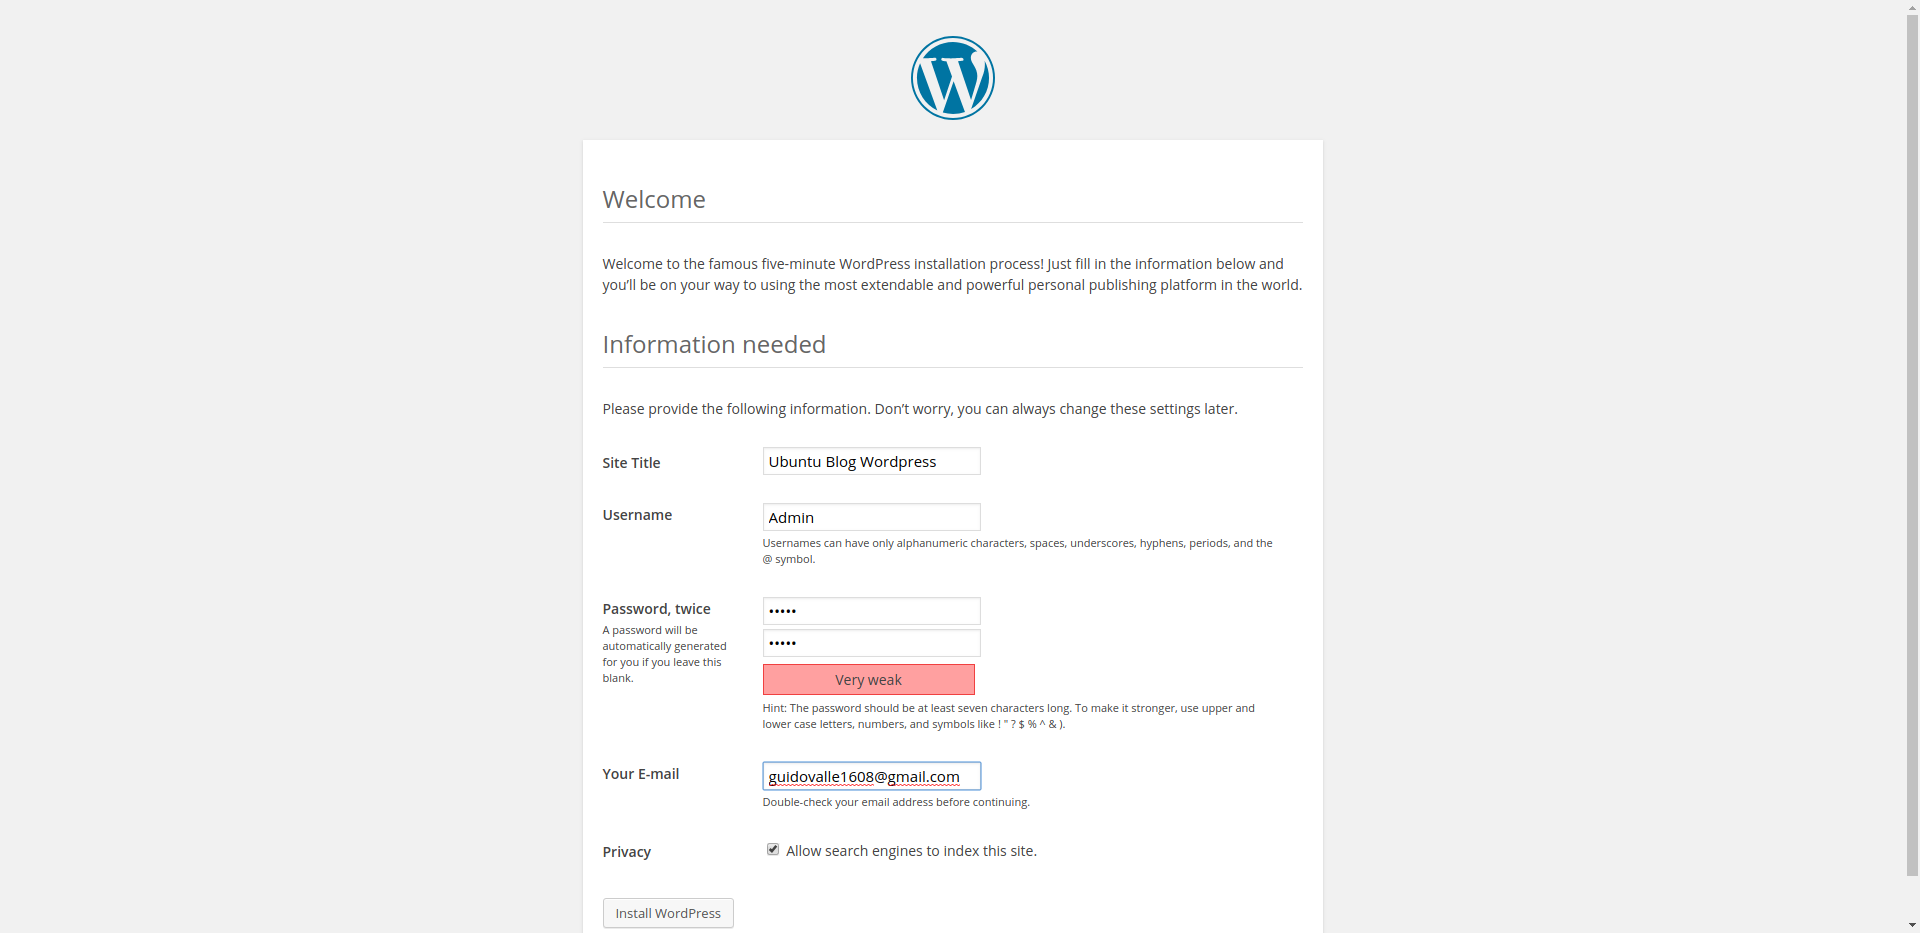 Welcome
Welcome to the famous five-minute WordPress installation process! Just fill in the information below and
you’ll be on your way to using the most extendable and powerful personal publishing platform in the world.
Information needed
Please provide the following information. Don’t worry, you can always change these settings later.
Site Title
Ubuntu Blog Wordpress
Username
Admin
Usernames can have only alphanumeric characters, spaces, underscores, hyphens, periods, and the
@ symbol.
Password, twice
A password will be
automatically generated
for you if you leave this
blank.
•••••
•••••
Very weak
Hint: The password should be at least seven characters long. To make it stronger, use upper and
lower case letters, numbers, and symbols like ! " ? $ % ^ & ).
Your E-mail
guidovalle1608@gmail.com
Double-check your email address before continuing.
Privacy
Allow search engines to index this site.
Install WordPress